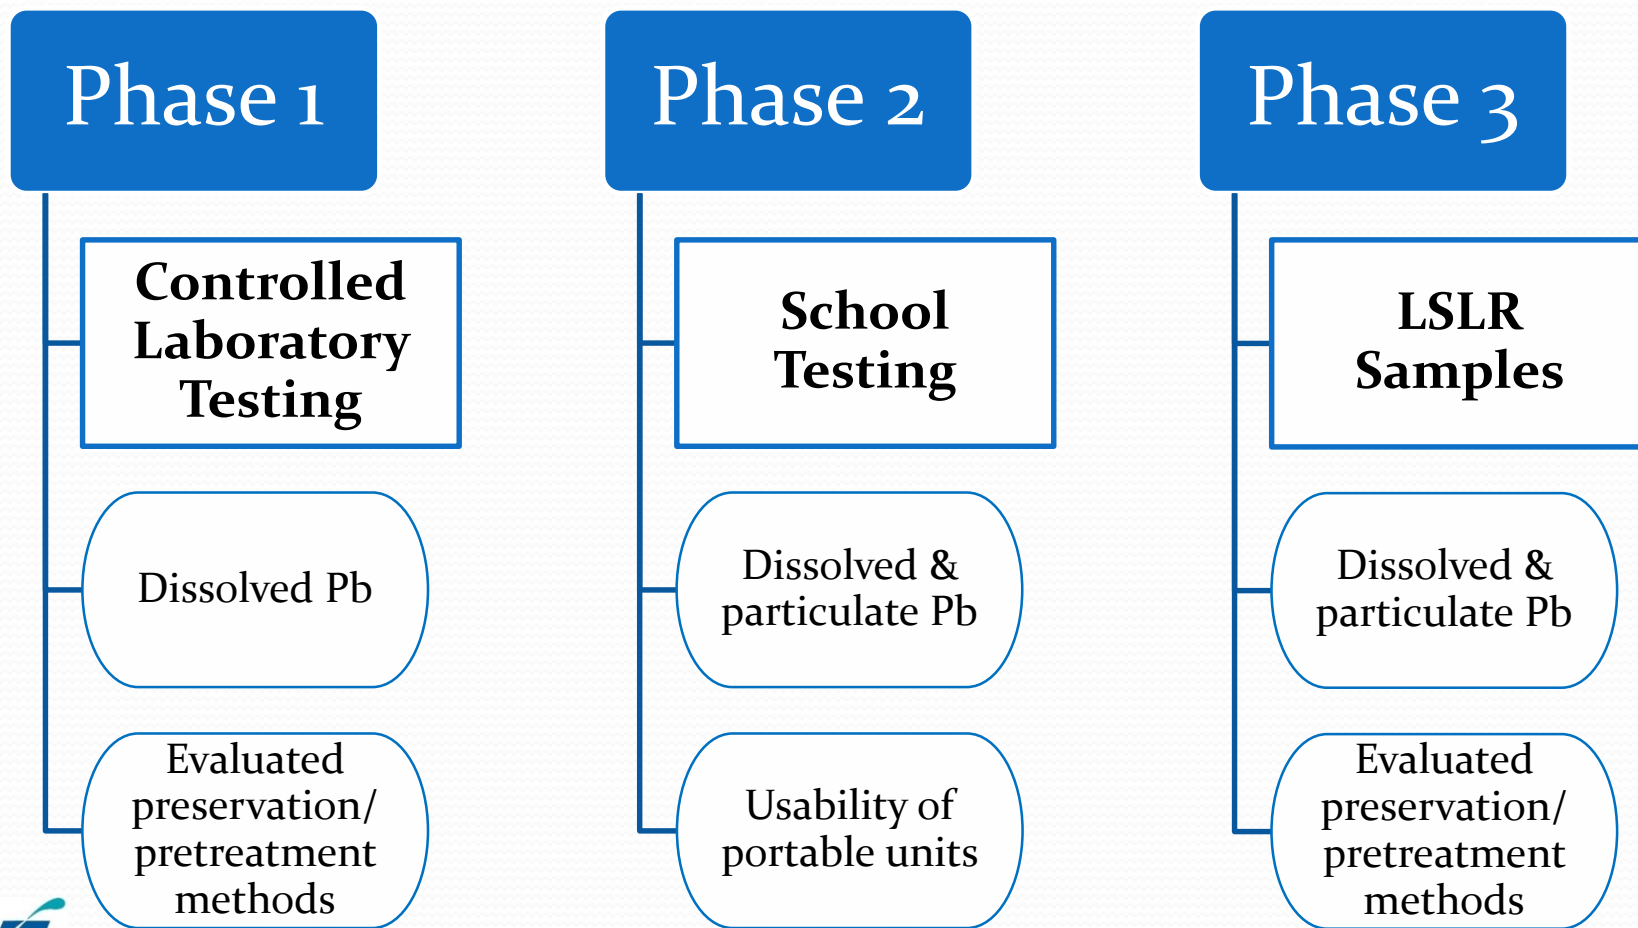 Phase 1
Controlled
Laboratory
Testing
Dissolved Pb
Evaluated
preservation/
pretreatment
methods
Phase 2
School
Testing
Dissolved &
particulate Pb
Usability of
portable units
Phase 3
LSLR
Samples
Dissolved &
particulate Pb
Evaluated
preservation/
pretreatment
methods